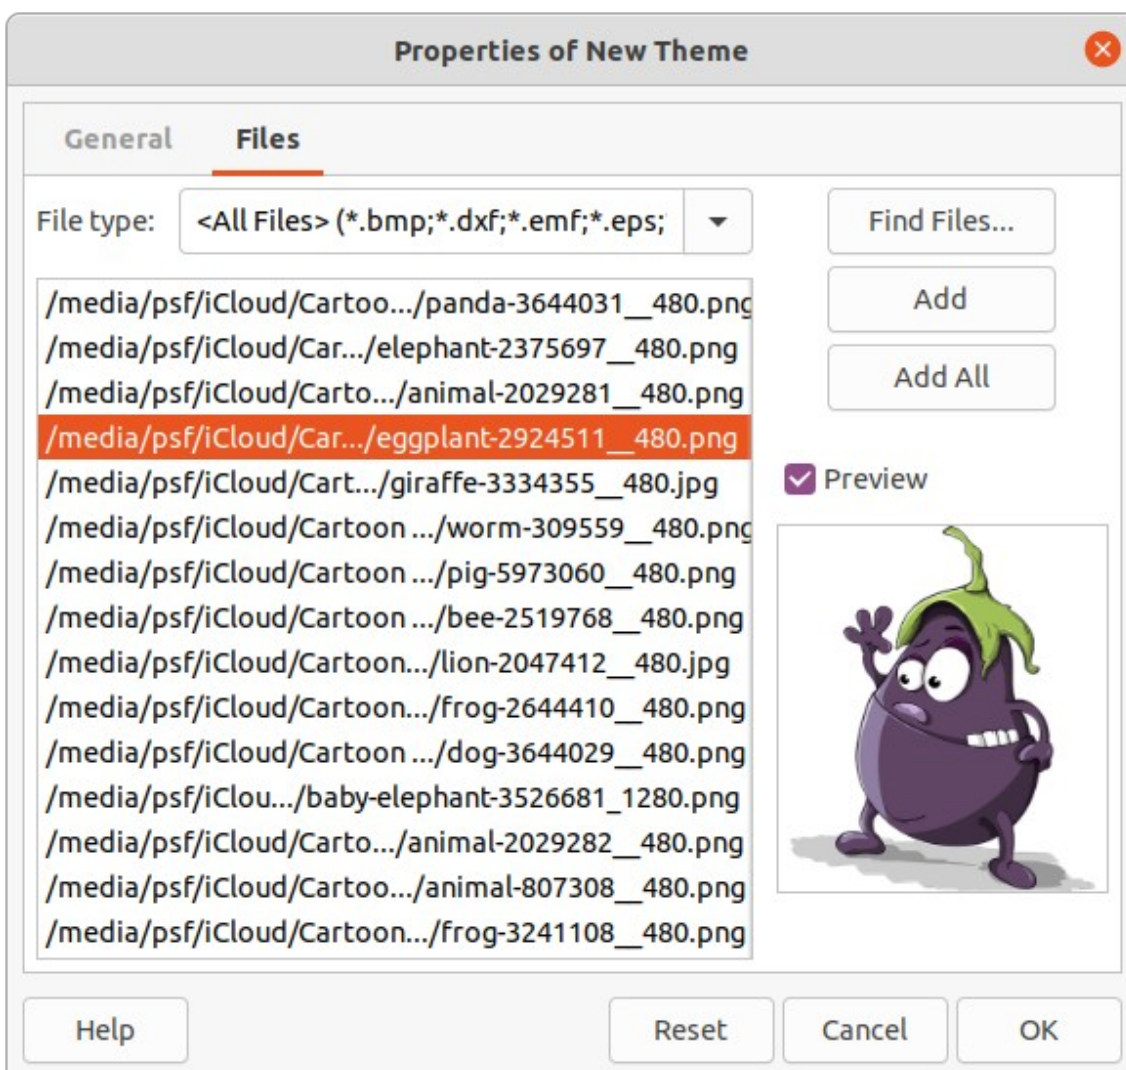 Properties of New Theme
General Files
File type: <All Files> (*.bmp;*.dxf;*.emf;*.eps;
Find Files...
/media/psf/iCloud/Cartoo.../panda-3644031__480.png
/media/psf/iCloud/Car.../elephant-2375697__480.png
/media/psf/iCloud/Carto.../animal-2029281__480.png
/media/psf/iCloud/Car.../eggplant-2924511__480.png
/media/psf/iCloud/Cart.../giraffe-3334355__480.jpg
/media/psf/iCloud/Cartoon .../worm-309559__480.png
/media/psf/iCloud/Cartoon .../pig-5973060__480.png
/media/psf/iCloud/Cartoon .../bee-2519768__480.png
/media/psf/iCloud/Cartoon.../lion-2047412__480.jpg
/media/psf/iCloud/Cartoon.../frog-2644410__480.png
/media/psf/iCloud/Cartoon .../dog-3644029__480.png
/media/psf/iClou.../baby-elephant-3526681_1280.png
/media/psf/iCloud/Carto.../animal-2029282__480.png
/media/psf/iCloud/Cartoo.../animal-807308__480.png
/media/psf/iCloud/Cartoon.../frog-3241108__480.png
Add
Add All
Preview
Help Reset Cancel OK